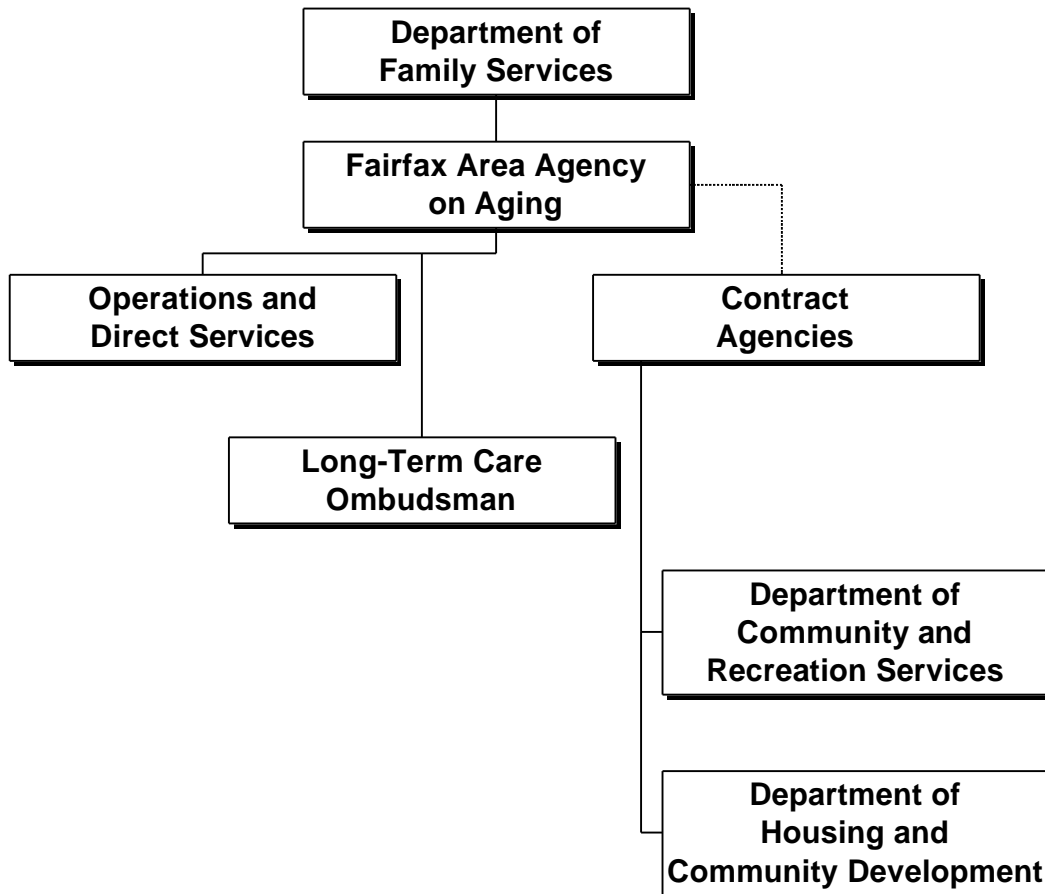 Department of
Family Services
Fairfax Area Agency
on Aging
Operations and
Direct Services
Contract
Agencies
Long-Term Care
Ombudsman
Department of
Community and
Recreation Services
Department of
Housing and
Community Development